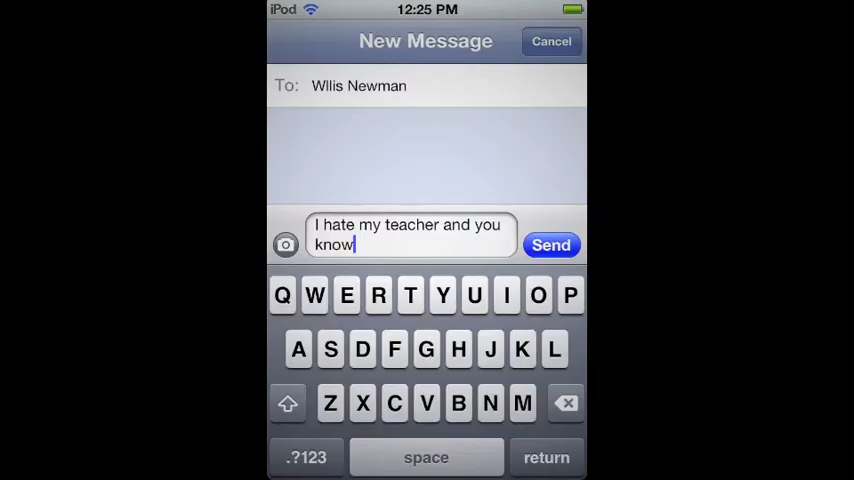 iPod 12:25 PM
New Message Cancel
To: Wllis Newman
I hate my teacher and you
know
Send
Q W E R T Y U I O P
A S D F G H J K L
Z X C V B N M
.?123 space return